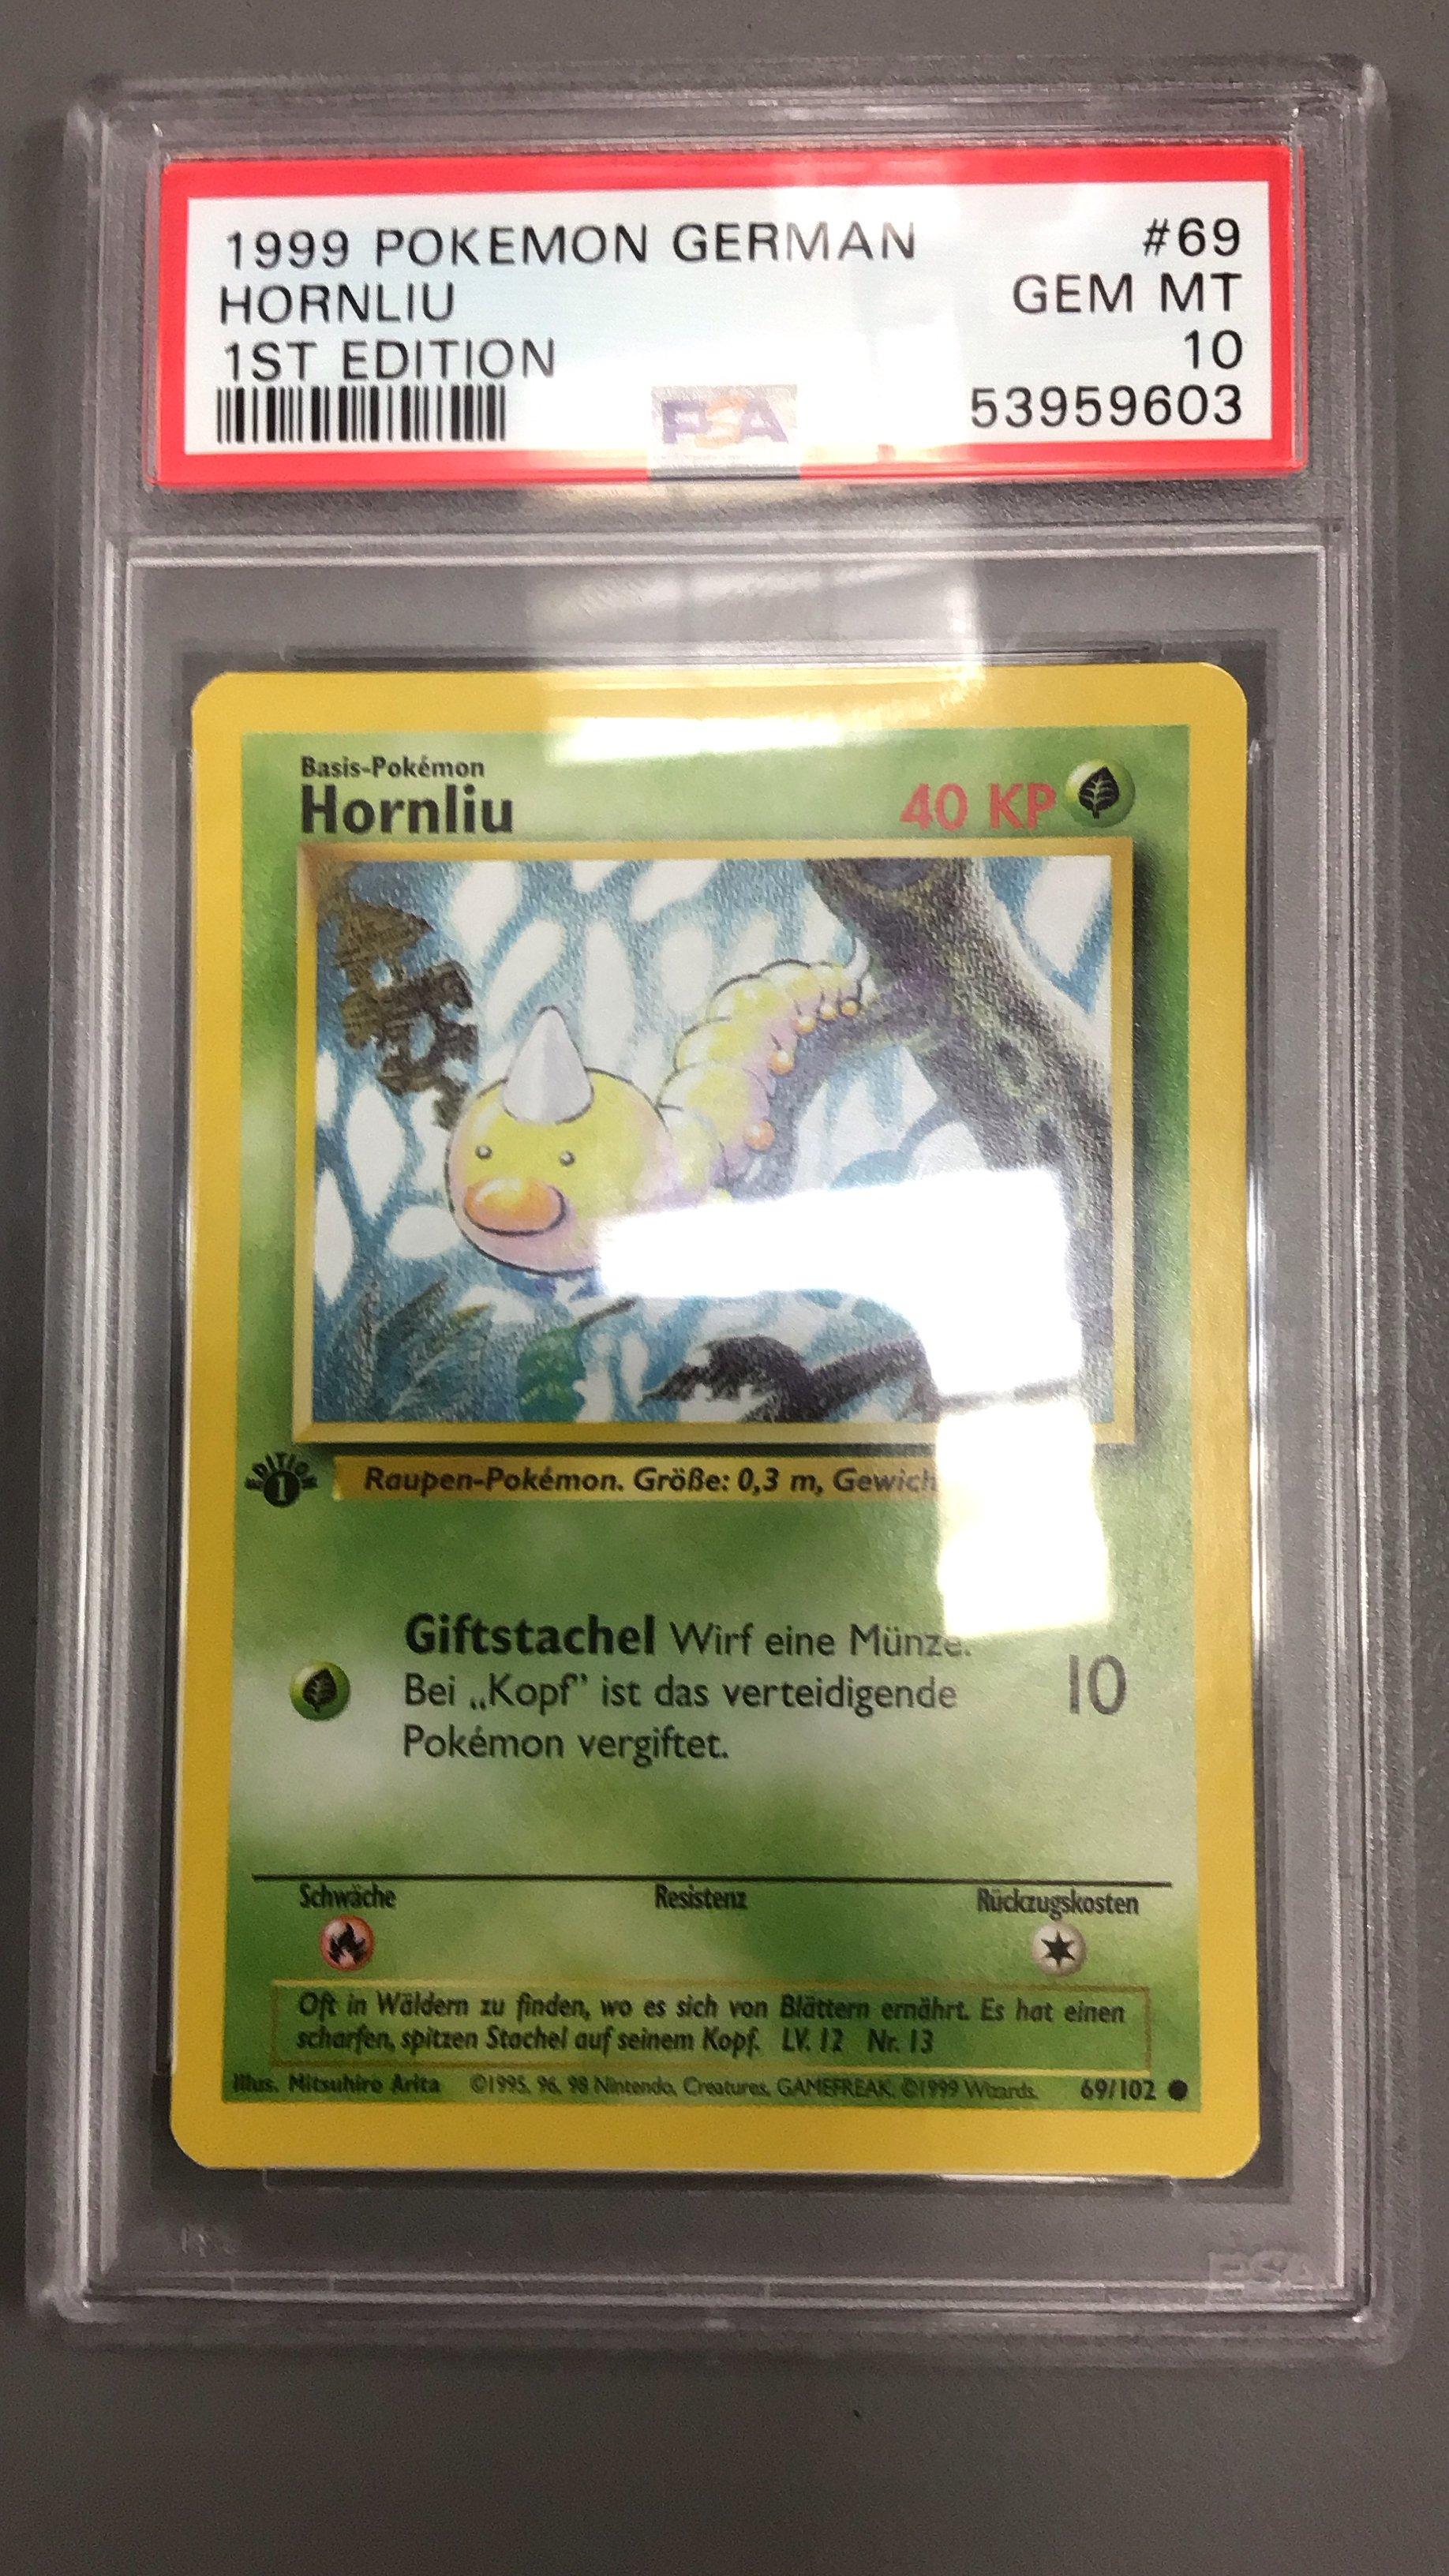 1999 POKEMON GERMAN #69
HORNLIU GEM MT
1ST EDITION 10
PSA 53959603
Basis-Pokémon
Hornliu 40 KP
EDITION 1
Raupen-Pokémon. Größe: 0,3 m,
Giftstachel Wirf eine Münze.
Bei „Kopf" ist das verteidigende 10
Pokémon vergiftet.
Schwäche Resistenz Rückzugskosten
Oft in Wäldern zu finden, wo es sich von Blättern ernährt. Es hat einen
scharfen, spitzen Stachel auf seinem Kopf. LV. 12 Nr. 13
Illus. Mitsuhiro Arita ©1995, 96, 98 Nintendo, Creatures, GAMEFREAK, ©1999 Wizards. 69/102
PSA